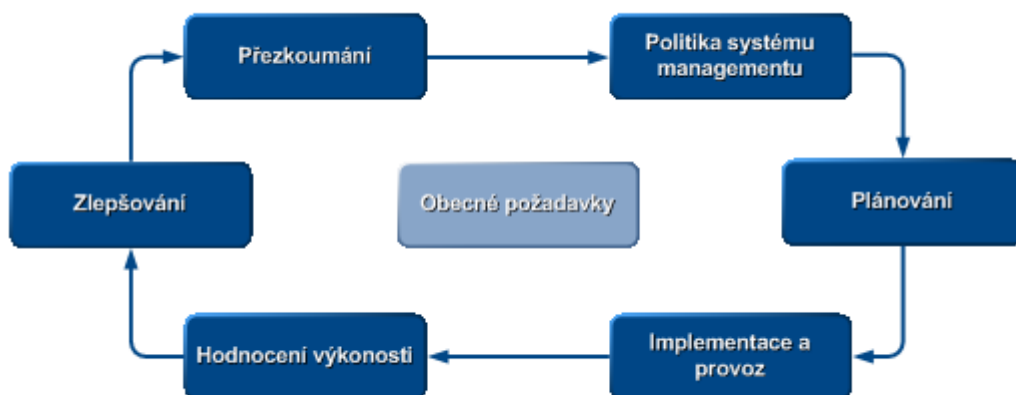 Přezkoumání
Politika systému
managementu
Zlepšování
Obecné požadavky
Plánování
Hodnocení výkonosti
Implementace a
provoz